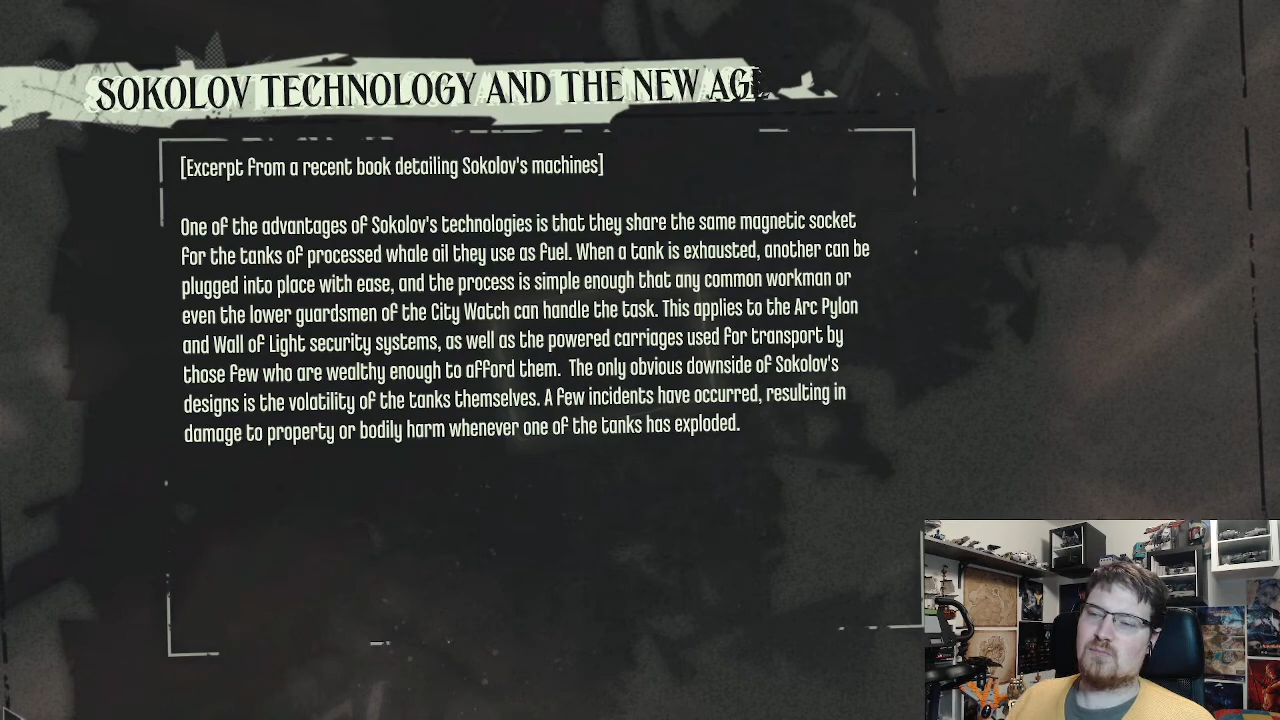 SOKOLOV TECHNOLOGY AND THE NEW AGE
[Excerpt from a recent book detailing Sokolov's machines]
One of the advantages of Sokolov's technologies is that they share the same magnetic socket
for the tanks of processed whale oil they use as fuel. When a tank is exhausted, another can be
plugged into place with ease, and the process is simple enough that any common workman or
even the lower guardsmen of the City Watch can handle the task. This applies to the Arc Pylon
and Wall of Light security systems, as well as the powered carriages used for transport by
those few who are wealthy enough to afford them.  The only obvious downside of Sokolov's
designs is the volatility of the tanks themselves. A few incidents have occurred, resulting in
damage to property or bodily harm whenever one of the tanks has exploded.